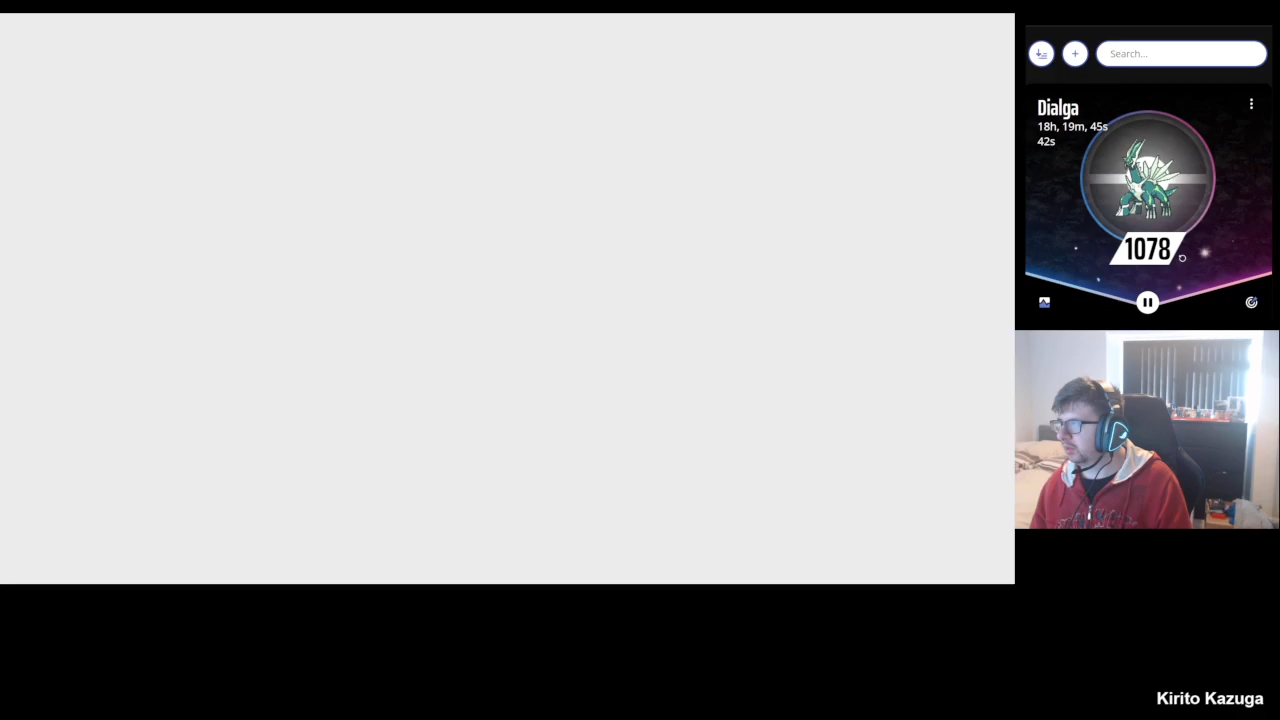 Search...
Dialga
18h, 19m, 45s
42s
1078
Kirito Kazuga